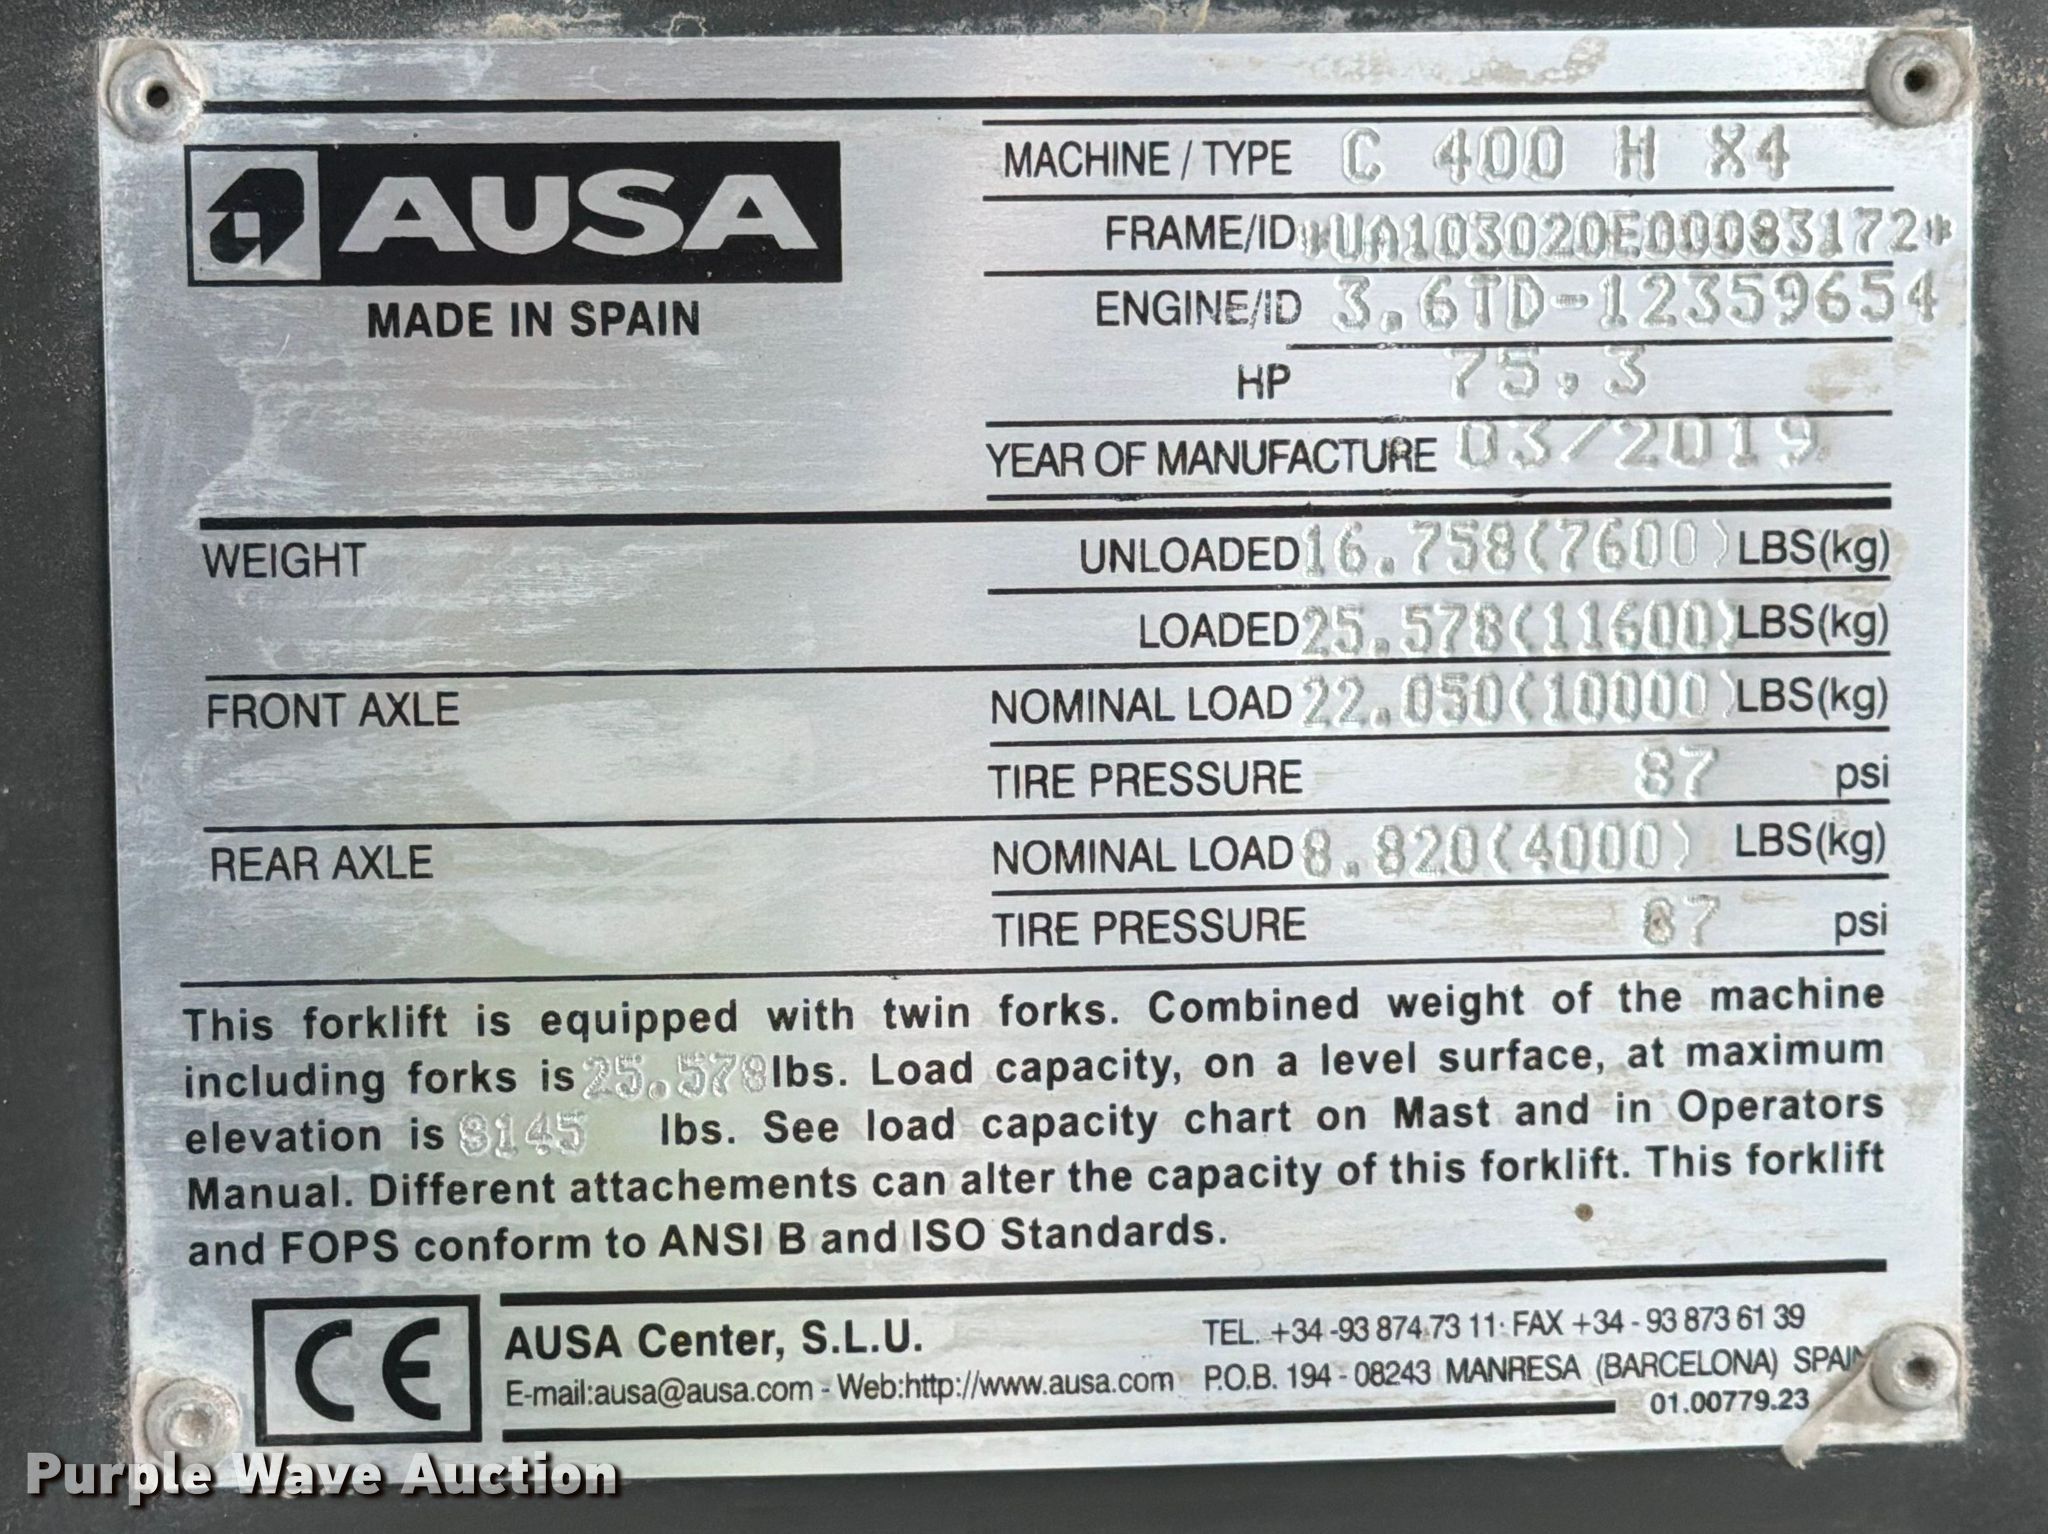 AUSA
MADE IN SPAIN
MACHINE / TYPE C 400 H X4
FRAME/ID *UA103020E00083172*
ENGINE/ID 3.6TD-12359654
HP 75,3
YEAR OF MANUFACTURE 03/2019
WEIGHT UNLOADED 16.758(7600) LBS(kg)
LOADED 25.578(11600) LBS(kg)
FRONT AXLE NOMINAL LOAD 22.050(10000) LBS(kg)
TIRE PRESSURE 87 psi
REAR AXLE NOMINAL LOAD 8.820(4000) LBS(kg)
TIRE PRESSURE 87 psi
This forklift is equipped with twin forks. Combined weight of the machine
including forks is 25.578 lbs. Load capacity, on a level surface, at maximum
elevation is 8145 lbs. See load capacity chart on Mast and in Operators
Manual. Different attachements can alter the capacity of this forklift. This forklift
and FOPS conform to ANSI B and ISO Standards.
CE
AUSA Center, S.L.U.
E-mail:ausa@ausa.com - Web:http://www.ausa.com
TEL. +34 -93 874 73 11· FAX +34 - 93 873 61 39
P.O.B. 194 - 08243 MANRESA (BARCELONA) SPAIN
01.00779.23
Purple Wave Auction